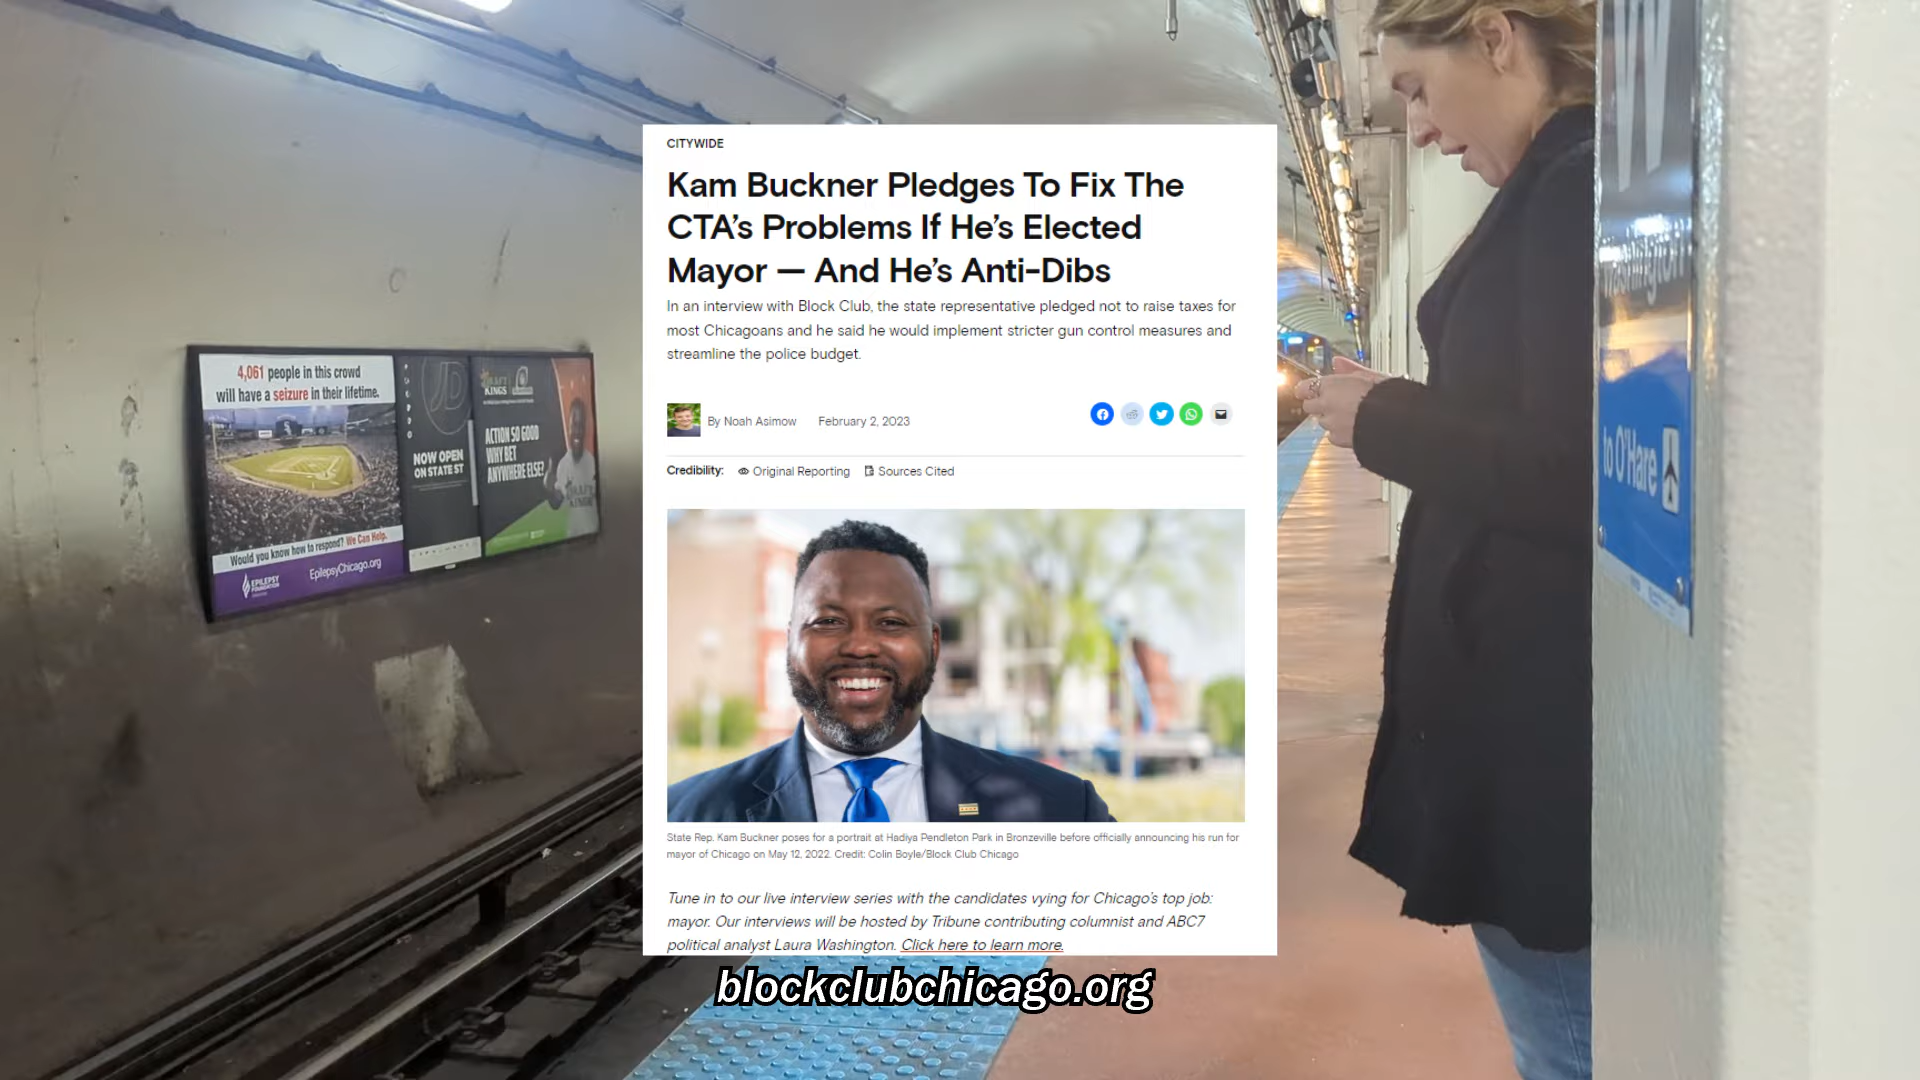 CITYWIDE
Kam Buckner Pledges To Fix The
CTA's Problems If He's Elected
Mayor — And He's Anti-Dibs
In an interview with Block Club, the state representative pledged not to raise taxes for
most Chicagoans and he said he would implement stricter gun control measures and
streamline the police budget.
By Noah Asimow February 2, 2023
Credibility: Original Reporting Sources Cited
State Rep. Kam Buckner poses for a portrait at Hadiya Pendleton Park in Bronzeville before officially announcing his run for
mayor of Chicago on May 12, 2022. Credit: Colin Boyle/Block Club Chicago
Tune in to our live interview series with the candidates vying for Chicago's top job:
mayor. Our interviews will be hosted by Tribune contributing columnist and ABC7
political analyst Laura Washington. Click here to learn more.
blockclubchicago.org
4,061 people in this crowd
will have a seizure in their lifetime.
Would you know how to respond? We Can Help.
EPILEPSY
FOUNDATION
EpilepsyChicago.org
JD
NOW OPEN
ON STATE ST
DRAFT
KINGS
ACTION SO GOOD
WHY BET
ANYWHERE ELSE?
W
Washington
to O'Hare